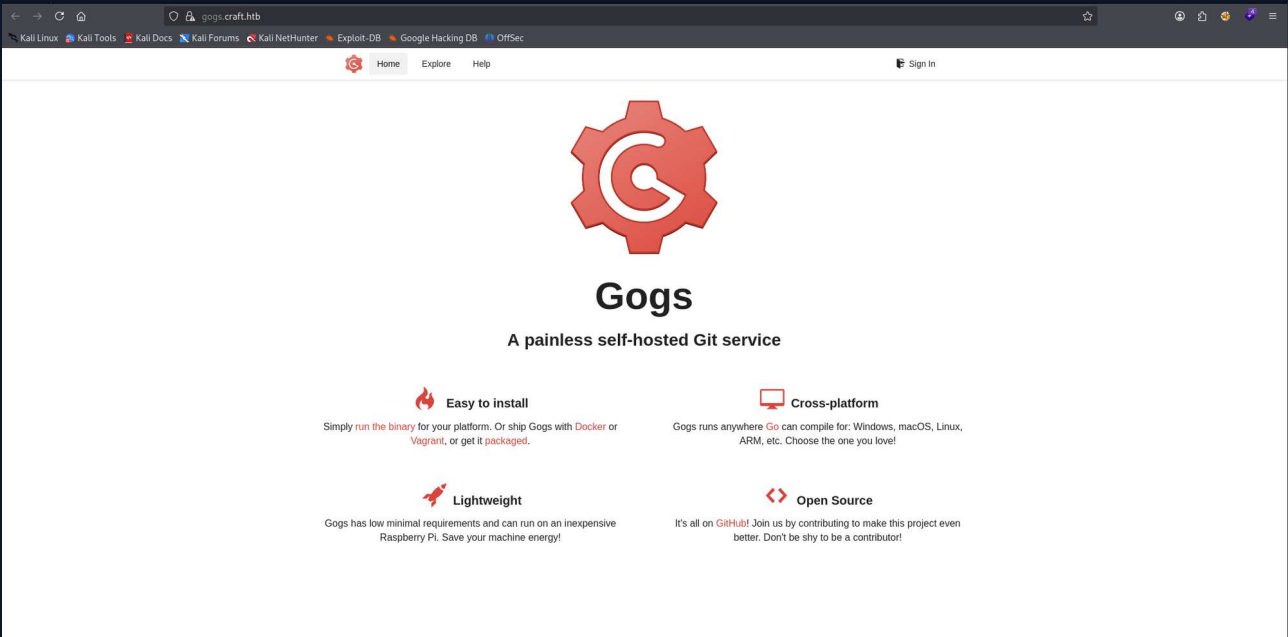 gogs.craft.htb
4
Kali Linux Kali Tools Kali Docs Kali Forums Kali NetHunter Exploit-DB Google Hacking DB OffSec
Home Explore Help Sign In
Gogs
A painless self-hosted Git service
Easy to install
Simply run the binary for your platform. Or ship Gogs with Docker or
Vagrant, or get it packaged.
Cross-platform
Gogs runs anywhere Go can compile for: Windows, macOS, Linux,
ARM, etc. Choose the one you love!
Lightweight
Gogs has low minimal requirements and can run on an inexpensive
Raspberry Pi. Save your machine energy!
Open Source
It's all on GitHub! Join us by contributing to make this project even
better. Don't be shy to be a contributor!